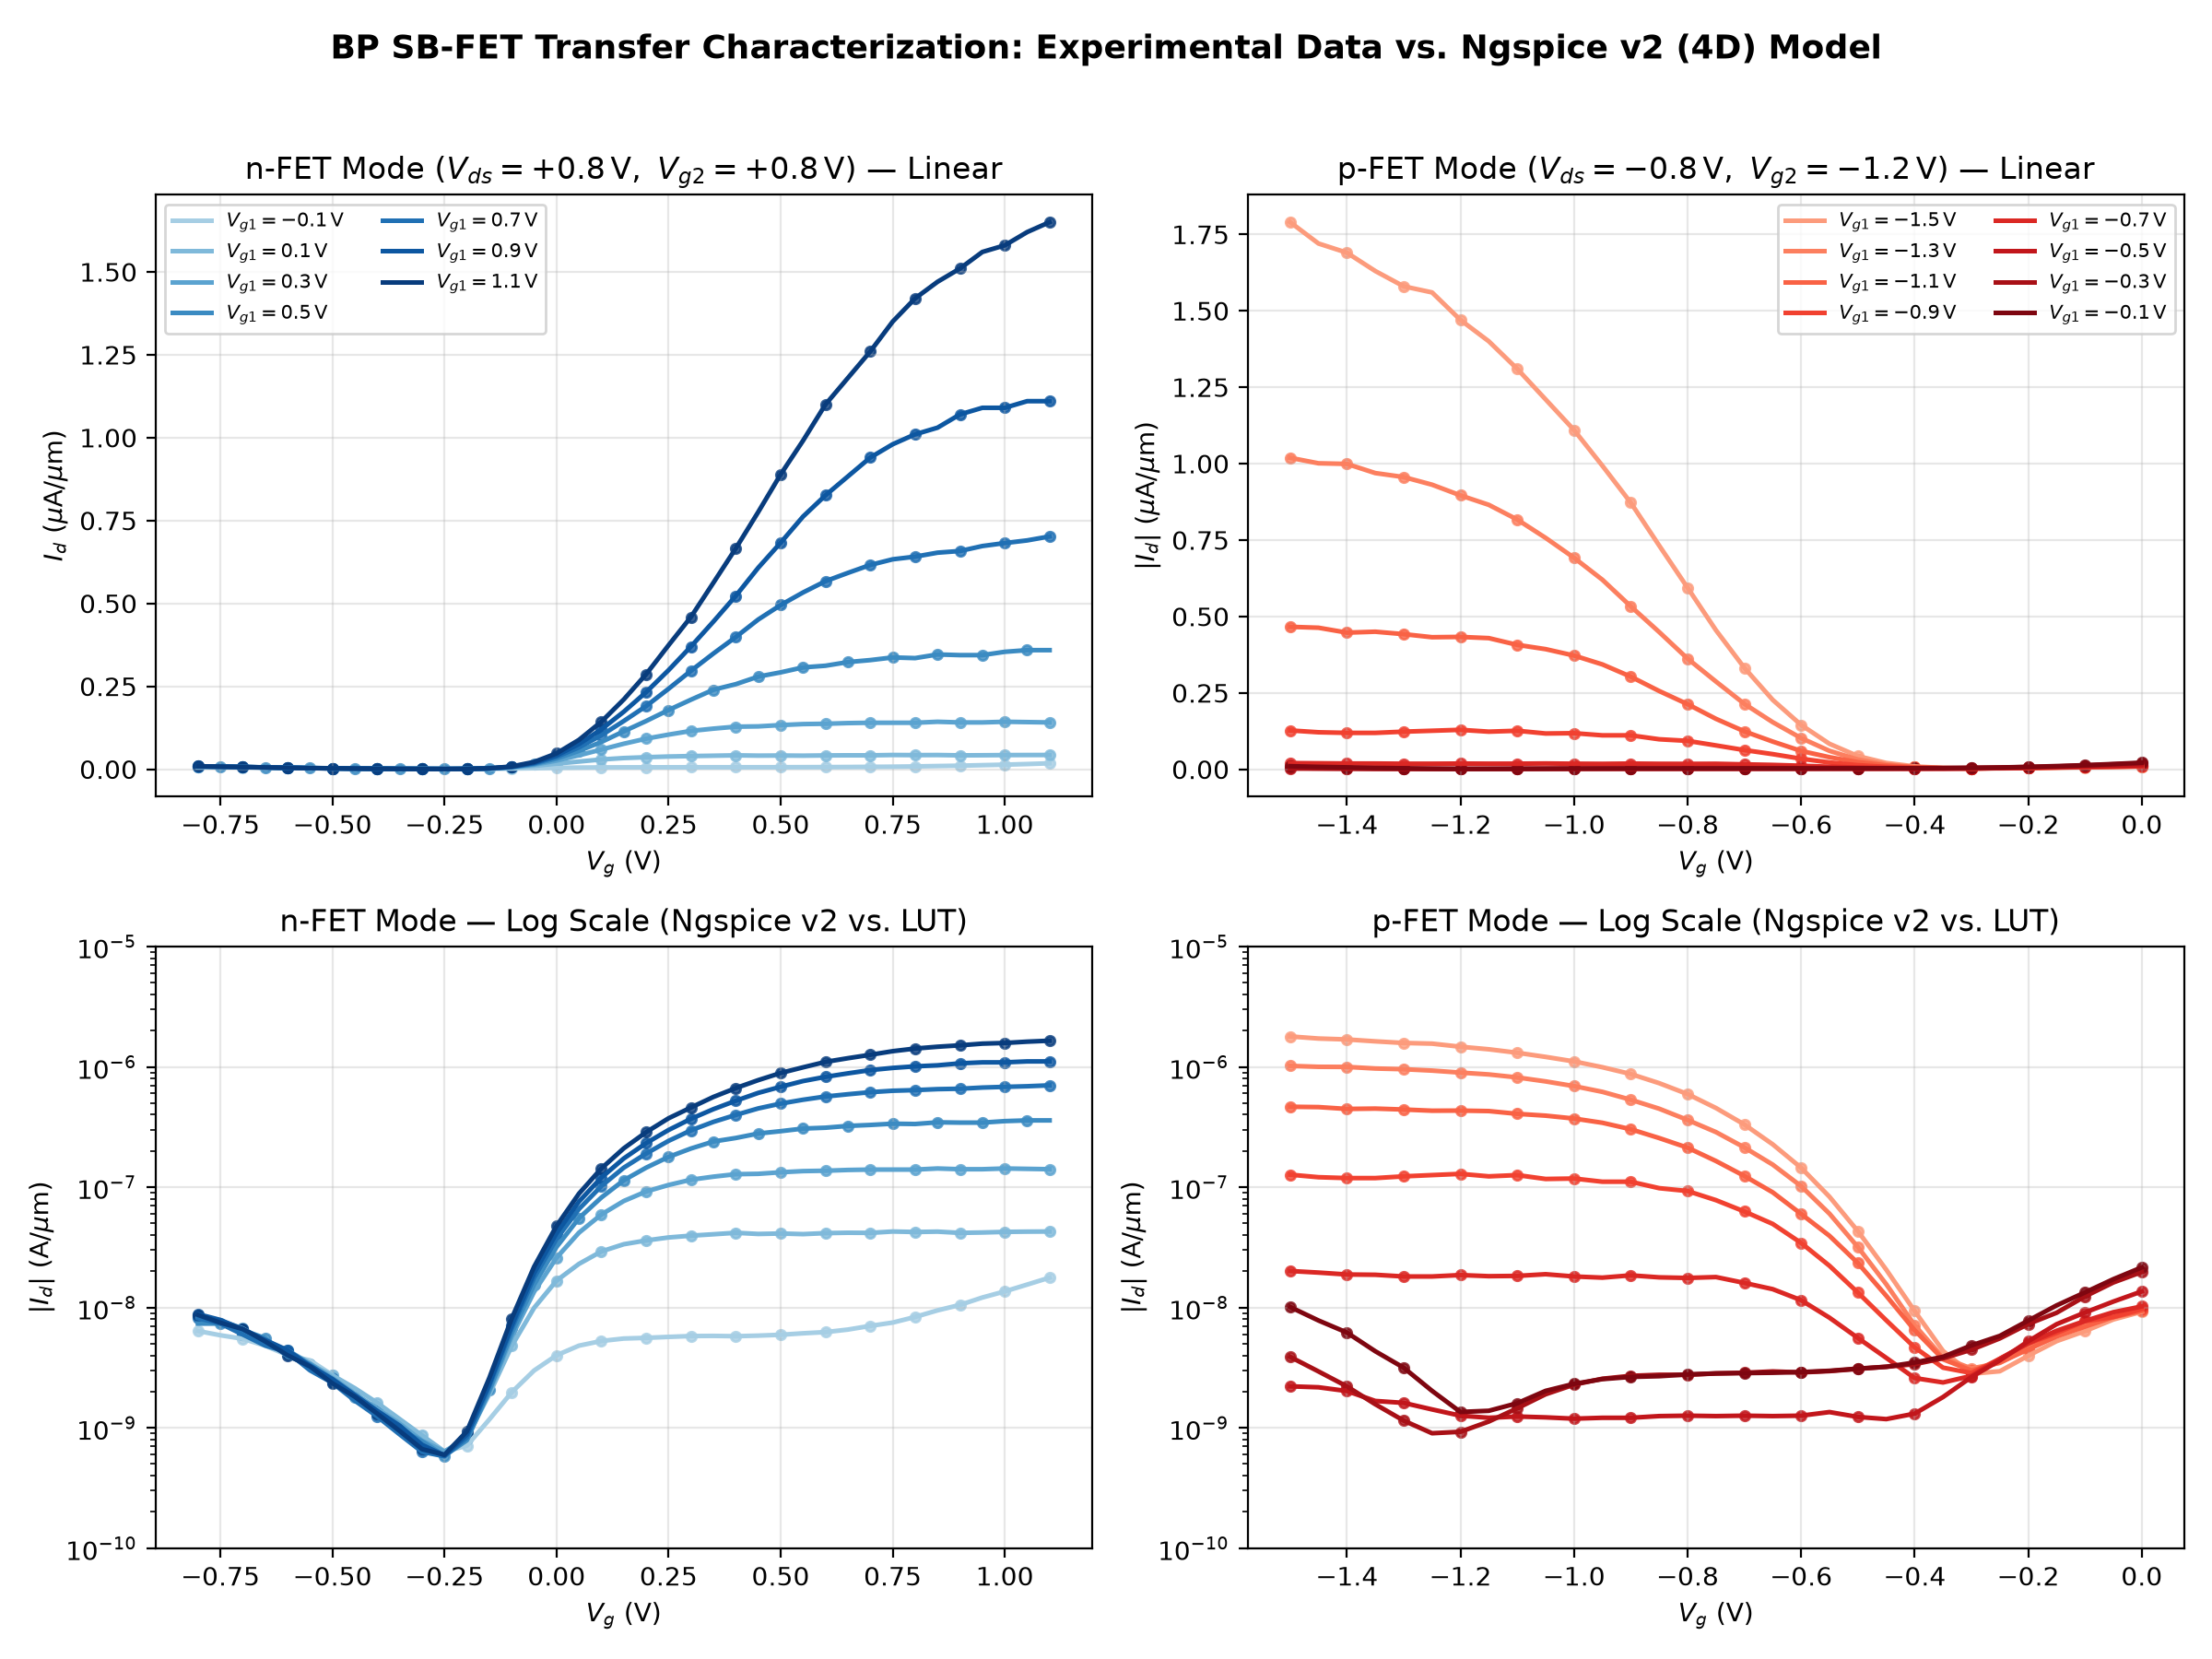 BP SB-FET Transfer Characterization: Experimental Data vs. Ngspice v2 (4D) Model
n-FET Mode (V_ds = +0.8 V, V_g2 = +0.8 V) — Linear
V_g1 = −0.1 V
V_g1 = 0.1 V
V_g1 = 0.3 V
V_g1 = 0.5 V
V_g1 = 0.7 V
V_g1 = 0.9 V
V_g1 = 1.1 V
I_d (μA/μm)
1.50
1.25
1.00
0.75
0.50
0.25
0.00
−0.75 −0.50 −0.25 0.00 0.25 0.50 0.75 1.00
V_g (V)
p-FET Mode (V_ds = −0.8 V, V_g2 = −1.2 V) — Linear
V_g1 = −1.5 V
V_g1 = −1.3 V
V_g1 = −1.1 V
V_g1 = −0.9 V
V_g1 = −0.7 V
V_g1 = −0.5 V
V_g1 = −0.3 V
V_g1 = −0.1 V
|I_d| (μA/μm)
1.75
1.50
1.25
1.00
0.75
0.50
0.25
0.00
−1.4 −1.2 −1.0 −0.8 −0.6 −0.4 −0.2 0.0
V_g (V)
n-FET Mode — Log Scale (Ngspice v2 vs. LUT)
|I_d| (A/μm)
10^−5
10^−6
10^−7
10^−8
10^−9
10^−10
−0.75 −0.50 −0.25 0.00 0.25 0.50 0.75 1.00
V_g (V)
p-FET Mode — Log Scale (Ngspice v2 vs. LUT)
|I_d| (A/μm)
10^−5
10^−6
10^−7
10^−8
10^−9
10^−10
−1.4 −1.2 −1.0 −0.8 −0.6 −0.4 −0.2 0.0
V_g (V)